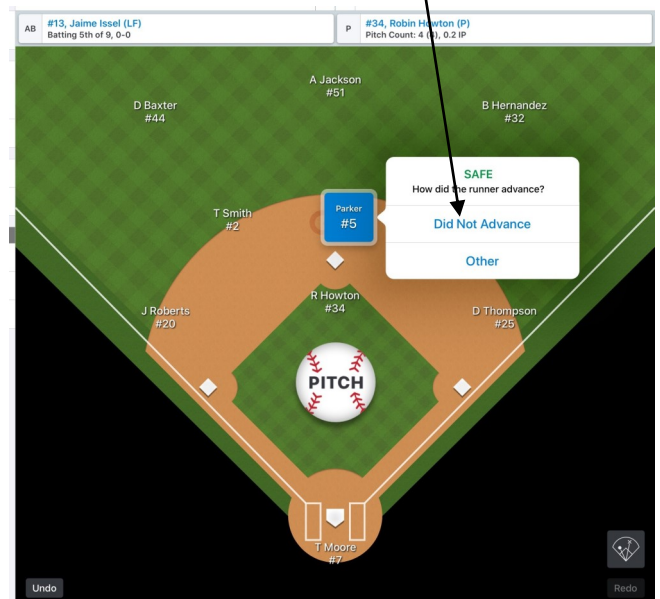 AB
#13, Jaime Issel (LF)
Batting 5th of 9, 0-0
P
#34, Robin Howton (P)
Pitch Count: 4 ( ), 0.2 IP
A Jackson
#51
D Baxter
#44
B Hernandez
#32
SAFE
How did the runner advance?
Did Not Advance
Other
Parker
#5
T Smith
#2
R Howton
#34
J Roberts
#20
D Thompson
#25
PITCH
T Moore
#7
Undo
Redo